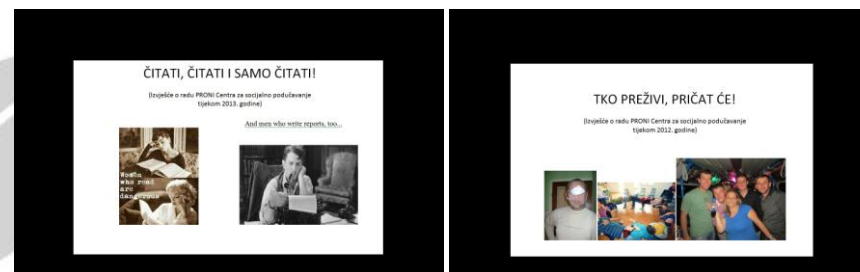 ČITATI, ČITATI I SAMO ČITATI!
(Izvješće o radu PRONI Centra za socijalno podučavanje
tijekom 2013. godine)
And men who write reports, too...
Women
who read
are
dangerous
TKO PREŽIVI, PRIČAT ĆE!
(Izvješće o radu PRONI Centra za socijalno podučavanje
tijekom 2012. godine)